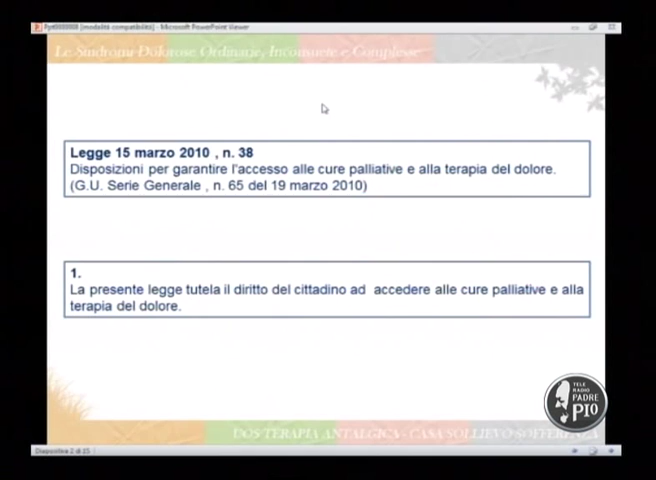 Ppt0000008 [modalità compatibilità] - Microsoft PowerPoint Viewer
Le Sindromi Dolorose Ordinarie, Inconsuete e Complesse
Legge 15 marzo 2010 , n. 38
Disposizioni per garantire l'accesso alle cure palliative e alla terapia del dolore.
(G.U. Serie Generale , n. 65 del 19 marzo 2010)
1.
La presente legge tutela il diritto del cittadino ad accedere alle cure palliative e alla
terapia del dolore.
TELE
RADIO
PADRE
PIO
UOS TERAPIA ANTALGICA - CASA SOLLIEVO SOFFERENZA
Diapositiva 2 di 25